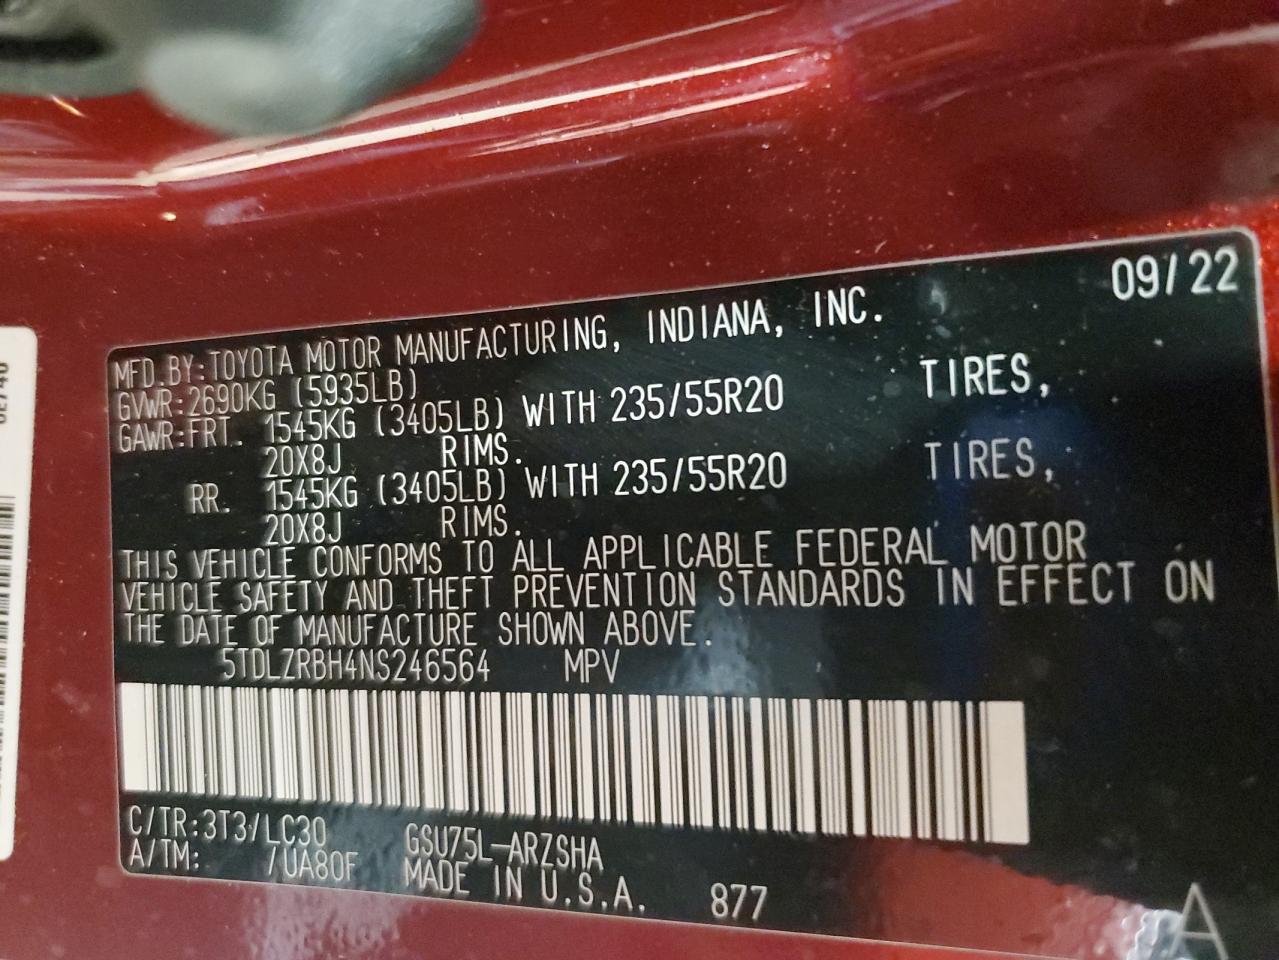 09/22
MFD.BY:TOYOTA MOTOR MANUFACTURING, INDIANA, INC.
GVWR:2690KG (5935LB)
GAWR:FRT. 1545KG (3405LB) WITH 235/55R20 TIRES,
20X8J RIMS.
RR. 1545KG (3405LB) WITH 235/55R20 TIRES,
20X8J RIMS.
THIS VEHICLE CONFORMS TO ALL APPLICABLE FEDERAL MOTOR
VEHICLE SAFETY AND THEFT PREVENTION STANDARDS IN EFFECT ON
THE DATE OF MANUFACTURE SHOWN ABOVE.
5TDLZRBH4NS246564 MPV
C/TR:3T3/LC30 GSU75L-ARZSHA
A/TM: /UA80F MADE IN U.S.A. 877
A